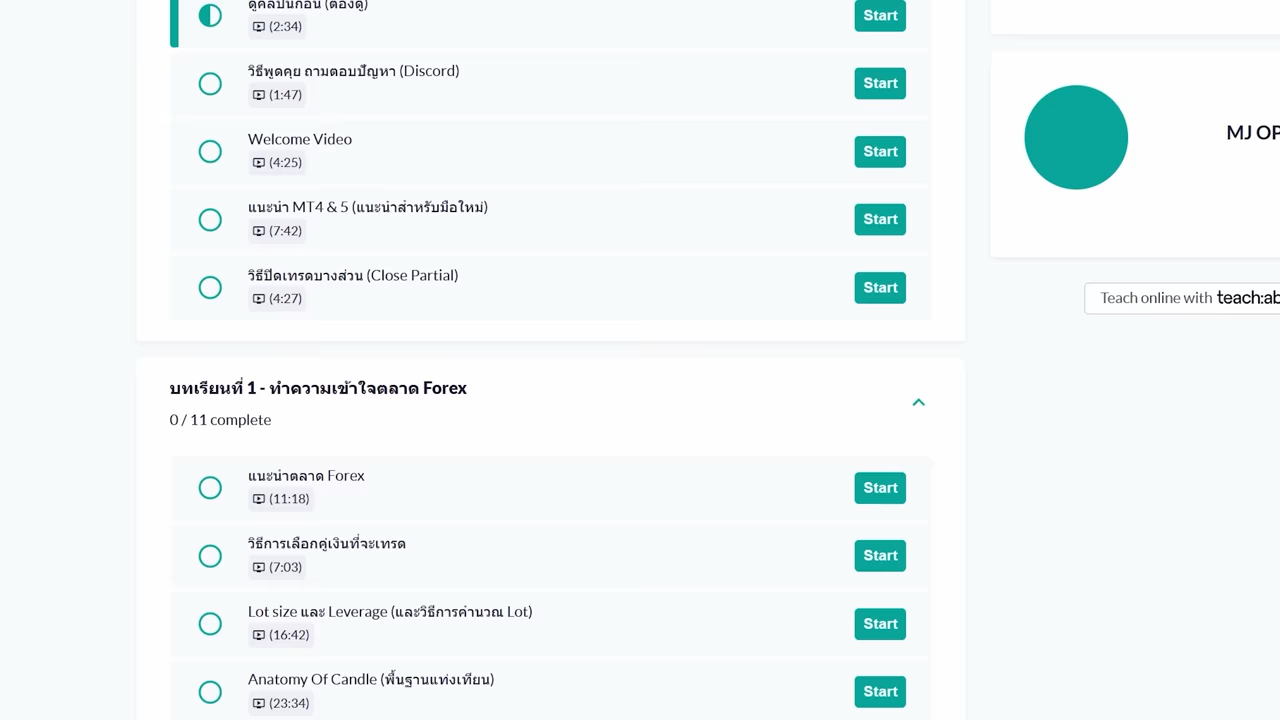 ดูคลิปนี้ก่อน (ต้องดู)
(2:34)
Start
วิธีพูดคุย ถามตอบปัญหา (Discord)
(1:47)
Start
Welcome Video
(4:25)
Start
แนะนำ MT4 & 5 (แนะนำสำหรับมือใหม่)
(7:42)
Start
วิธีปิดเทรดบางส่วน (Close Partial)
(4:27)
Start
บทเรียนที่ 1 - ทำความเข้าใจตลาด Forex
0 / 11 complete
แนะนำตลาด Forex
(11:18)
Start
วิธีการเลือกคู่เงินที่จะเทรด
(7:03)
Start
Lot size และ Leverage (และวิธีการคำนวณ Lot)
(16:42)
Start
Anatomy Of Candle (พื้นฐานแท่งเทียน)
(23:34)
Start
MJ OP
Teach online with teach:ab